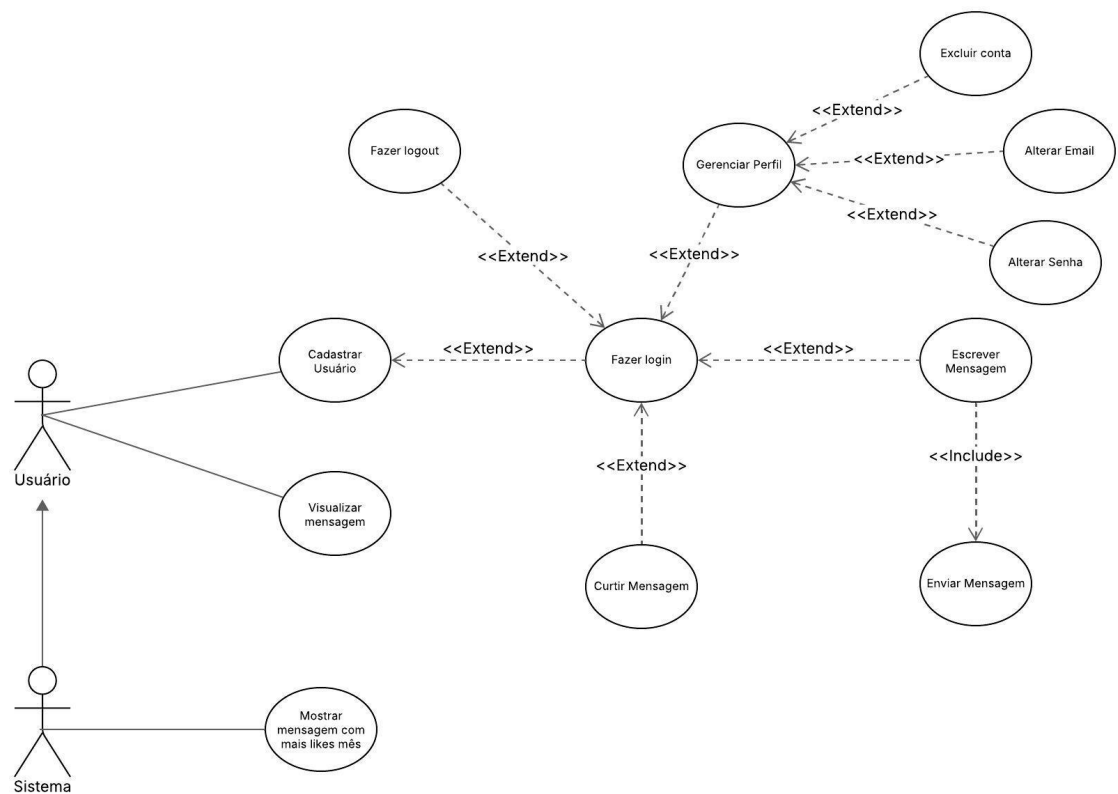 Excluir conta
<<Extend>>
Fazer logout
Gerenciar Perfil
<<Extend>>
Alterar Email
<<Extend>>
Alterar Senha
<<Extend>>
<<Extend>>
Cadastrar
Usuário
<<Extend>>
Fazer login
<<Extend>>
Escrever
Mensagem
Usuário
Visualizar
mensagem
<<Extend>>
<<Include>>
Curtir Mensagem
Enviar Mensagem
Mostrar
mensagem com
mais likes mês
Sistema